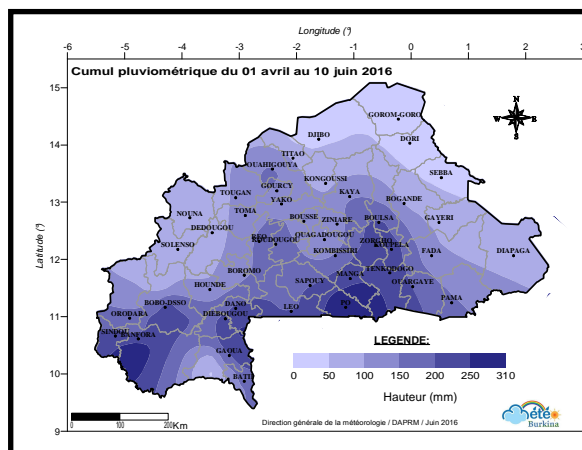 Longitude (°)
-6 -5 -4 -3 -2 -1 0 1 2 3
Cumul pluviométrique du 01 avril au 10 juin 2016
15
GOROM-GORO
N
W E
S
DJIBO
DORI
14
TITAO
OUAHIGOUYA
KONGOUSSI
SEBBA
GOURCY
TOUGAN
KAYA
BOGANDE
YAKO
13
NOUNA
TOMA
BOUSSE
ZINIARE
BOULSA
GAYERI
DEDOUGOU
REO
KOUDOUGOU
OUAGADOUGOU
ZORGHO
KOUPELA
SOLENSO
KOMBISSIRI
FADA
DIAPAGA
Latitude (°)
12
BOROMO
MANGA
TENKODOGO
HOUNDE
SAPOUY
OUARGAYE
BOBO-DSSO
DANO
LEO
PO
PAMA
ORODARA
DIEBOUGOU
11
SINDOU
BANFORA
GAOUA
BATI
10
9
LEGENDE:
0 50 100 150 200 250 310
Hauteur (mm)
0 100 200
Km
Direction générale de la météorologie / DAPRM / Juin 2016
été
Burkina